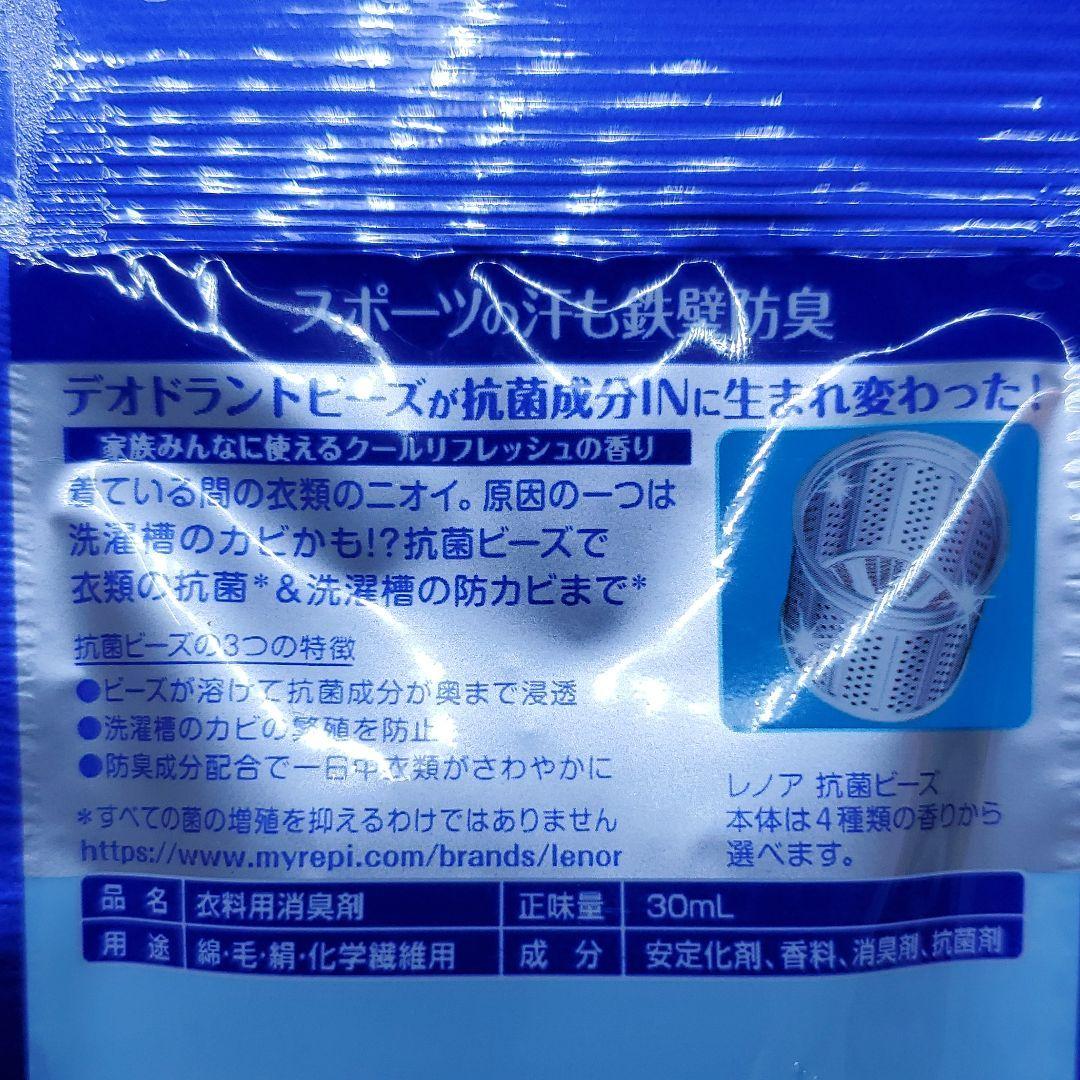 スポーツの汗も鉄壁防臭
デオドラントビーズが抗菌成分INに生まれ変わった!
家族みんなに使えるクールリフレッシュの香り
着ている間の衣類のニオイ。原因の一つは
洗濯槽のカビかも!?抗菌ビーズで
衣類の抗菌*&洗濯槽の防カビまで*
抗菌ビーズの3つの特徴
●ビーズが溶けて抗菌成分が奥まで浸透
●洗濯槽のカビの繁殖を防止
●防臭成分配合で一日中衣類がさわやかに
*すべての菌の増殖を抑えるわけではありません
https://www.myrepi.com/brands/lenor
レノア 抗菌ビーズ
本体は4種類の香りから
選べます。
品名 衣料用消臭剤 正味量 30mL
用途 綿・毛・絹・化学繊維用 成分 安定化剤、香料、消臭剤、抗菌剤